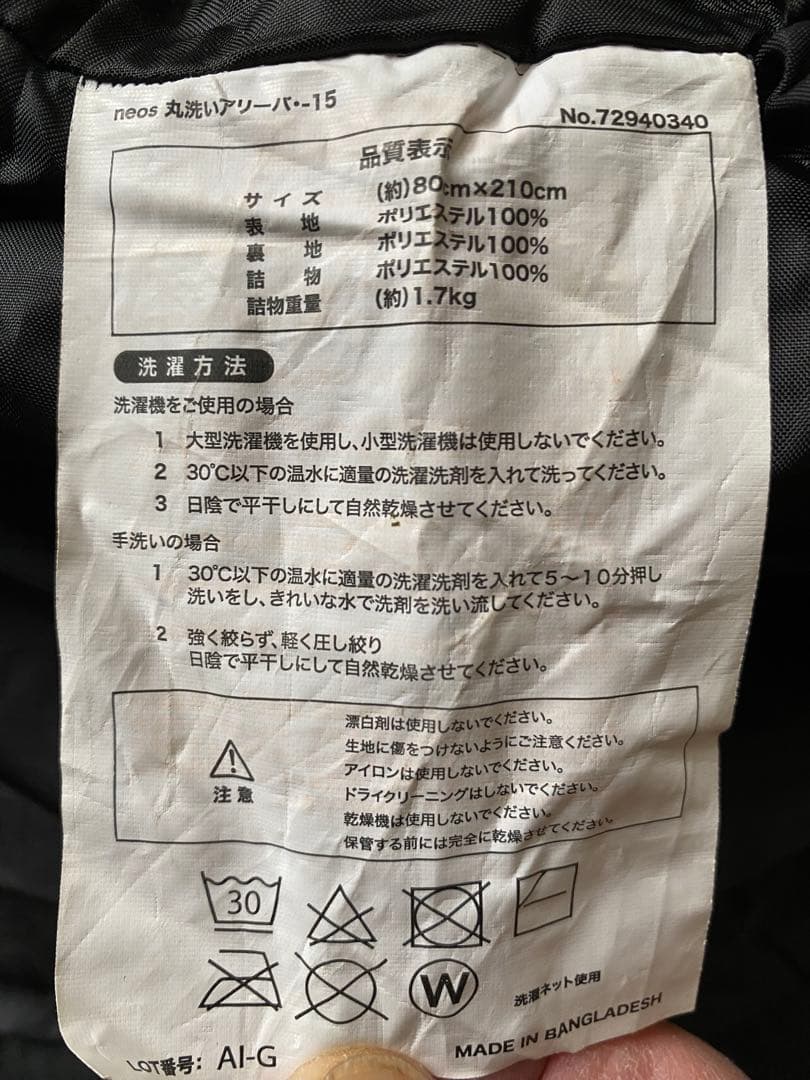 neos 丸洗いアリーバ・-15
No.72940340
品質表示
サイズ (約)80cm×210cm
表地 ポリエステル100%
裏地 ポリエステル100%
詰物 ポリエステル100%
詰物重量 (約)1.7kg
洗濯方法
洗濯機をご使用の場合
1 大型洗濯機を使用し、小型洗濯機は使用しないでください。
2 30℃以下の温水に適量の洗濯洗剤を入れて洗ってください。
3 日陰で平干しにして自然乾燥させてください。
手洗いの場合
1 30℃以下の温水に適量の洗濯洗剤を入れて5～10分押し
洗いをし、きれいな水で洗剤を洗い流してください。
2 強く絞らず、軽く圧し絞り
日陰で平干しにして自然乾燥させてください。
注意
漂白剤は使用しないでください。
生地に傷をつけないようにご注意ください。
アイロンは使用しないでください。
ドライクリーニングはしないでください。
乾燥機は使用しないでください。
保管する前には完全に乾燥させてください。
30
W
洗濯ネット使用
MADE IN BANGLADESH
LOT番号: AI-G